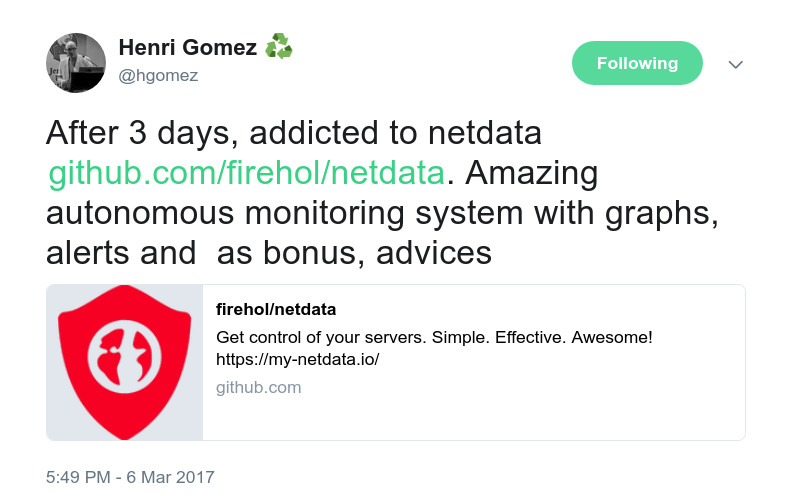 Henri Gomez ♻
@hgomez
Following
After 3 days, addicted to netdata
github.com/firehol/netdata. Amazing
autonomous monitoring system with graphs,
alerts and  as bonus, advices
firehol/netdata
Get control of your servers. Simple. Effective. Awesome!
https://my-netdata.io/
github.com
5:49 PM - 6 Mar 2017